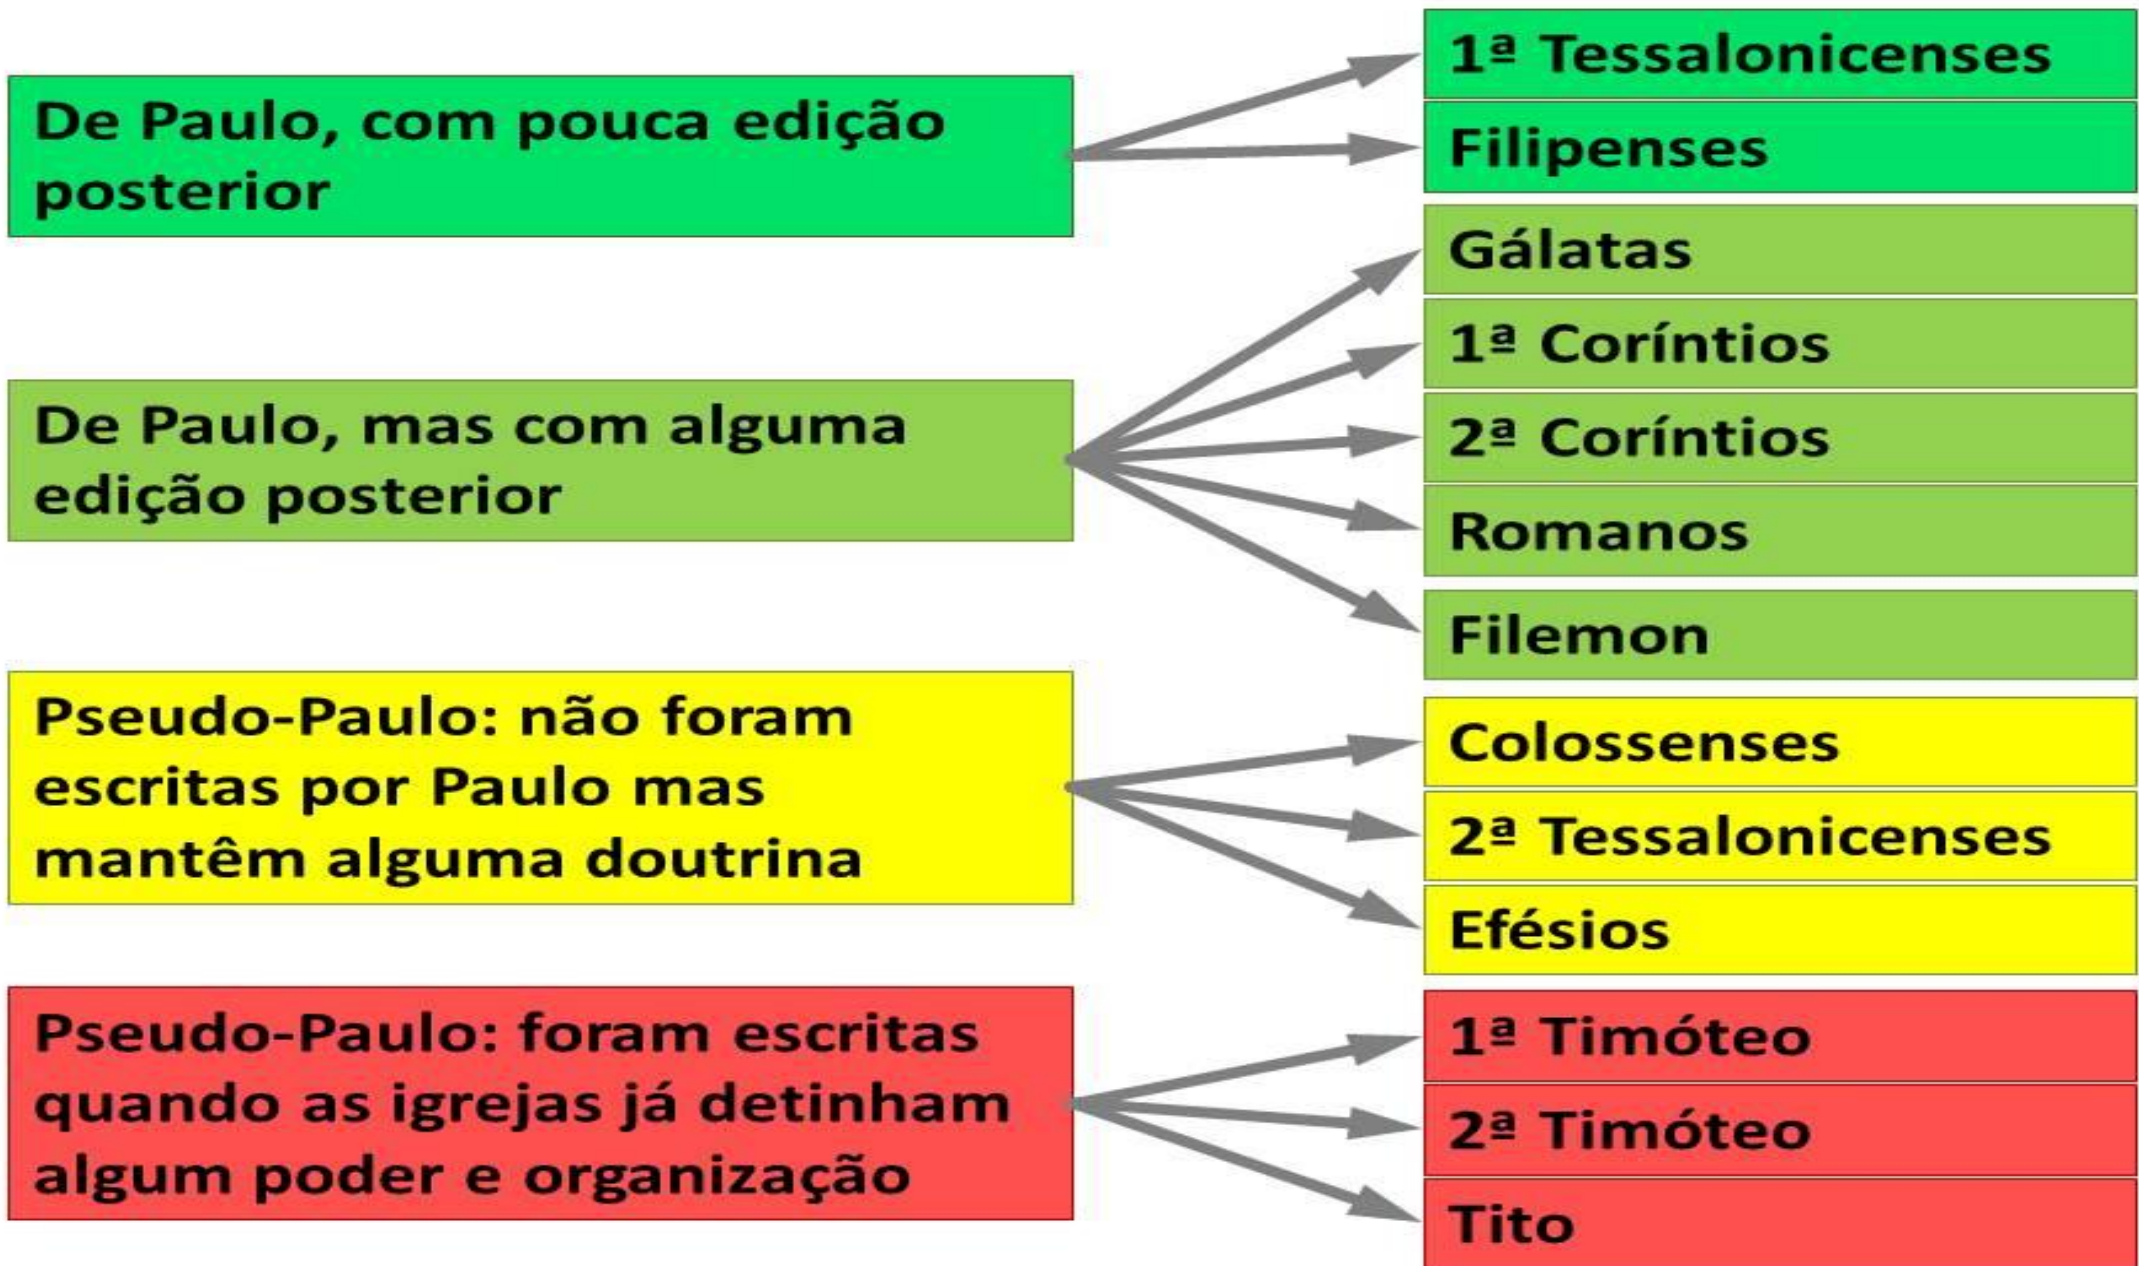 De Paulo, com pouca edição
posterior
1ª Tessalonicenses
Filipenses
De Paulo, mas com alguma
edição posterior
Gálatas
1ª Coríntios
2ª Coríntios
Romanos
Filemon
Pseudo-Paulo: não foram
escritas por Paulo mas
mantêm alguma doutrina
Colossenses
2ª Tessalonicenses
Efésios
Pseudo-Paulo: foram escritas
quando as igrejas já detinham
algum poder e organização
1ª Timóteo
2ª Timóteo
Tito